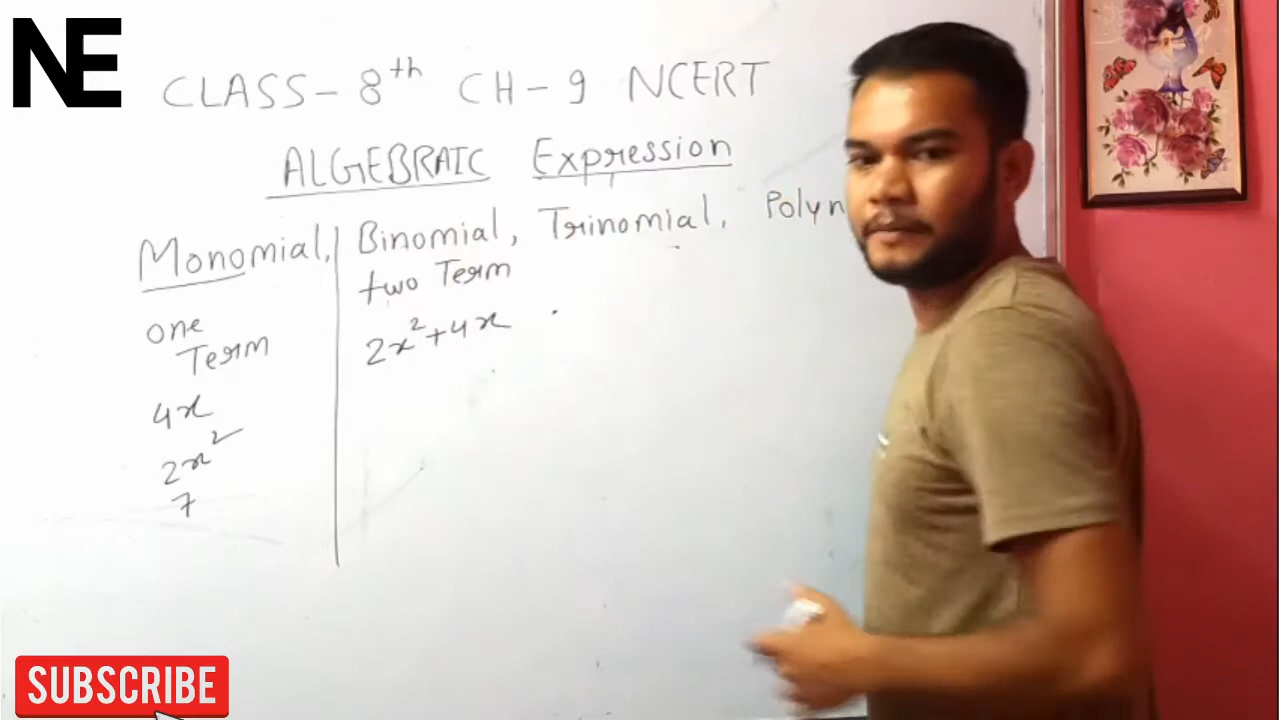 NE
CLASS - 8th CH - 9 NCERT
ALGEBRAIC Expression
Monomial, Binomial, Trinomial, Polyn
one
Term
4x
2x²
7
two Term
2x²+4x
SUBSCRIBE